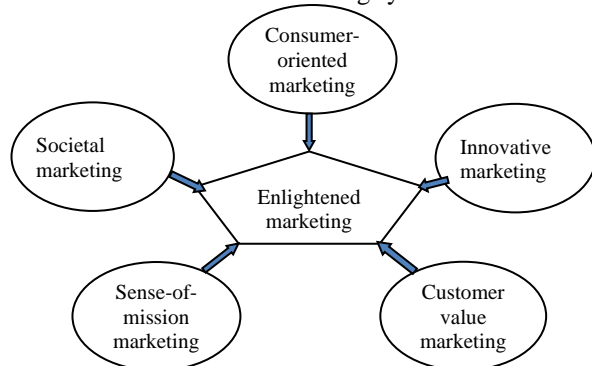 Consumer-
oriented
marketing
Societal
marketing
Innovative
marketing
Enlightened
marketing
Sense-of-
mission
marketing
Customer
value
marketing